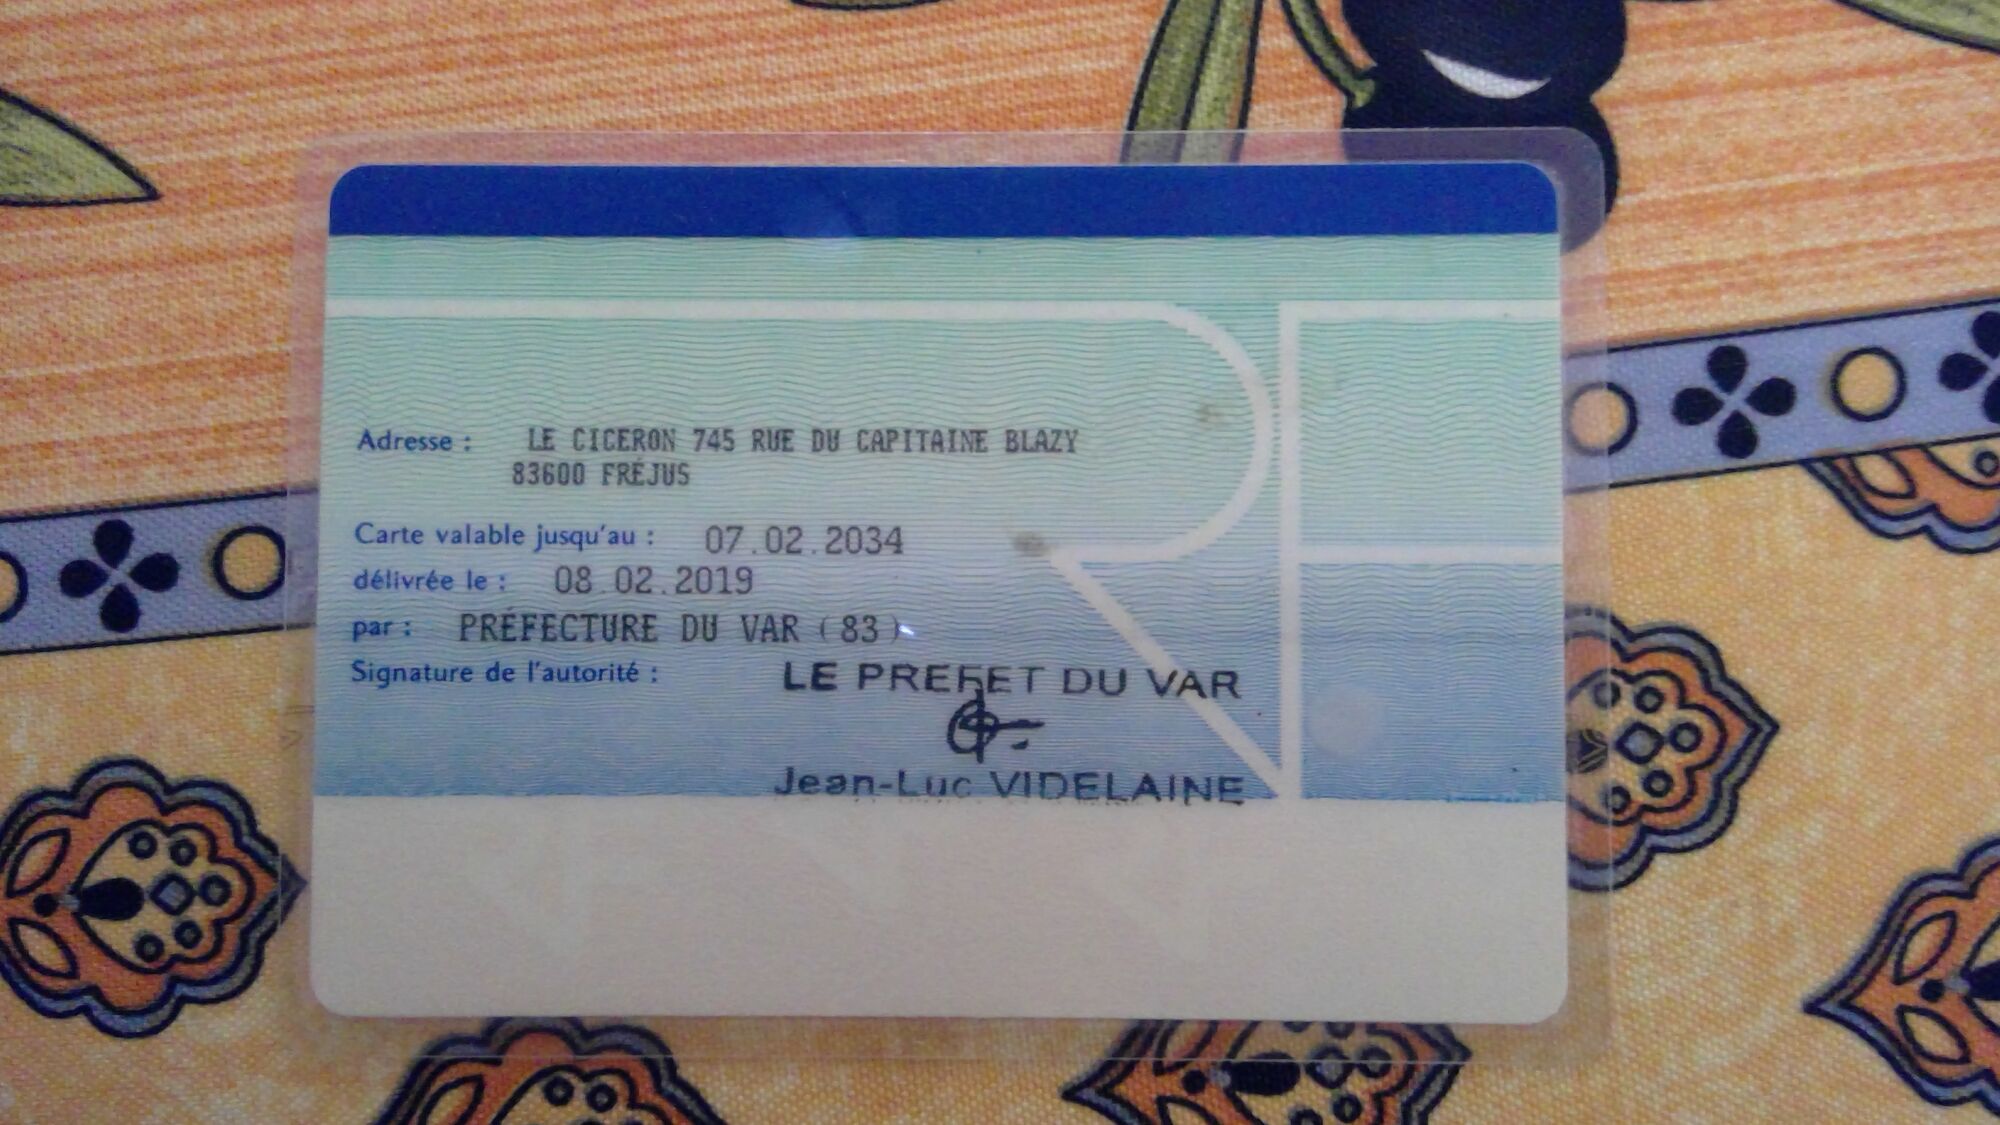 Adresse : LE CICERON 745 RUE DU CAPITAINE BLAZY
83600 FRÉJUS
Carte valable jusqu'au : 07.02.2034
délivrée le : 08.02.2019
par : PRÉFECTURE DU VAR (83)
Signature de l'autorité : LE PREFET DU VAR
Jean-Luc VIDELAINE
RF